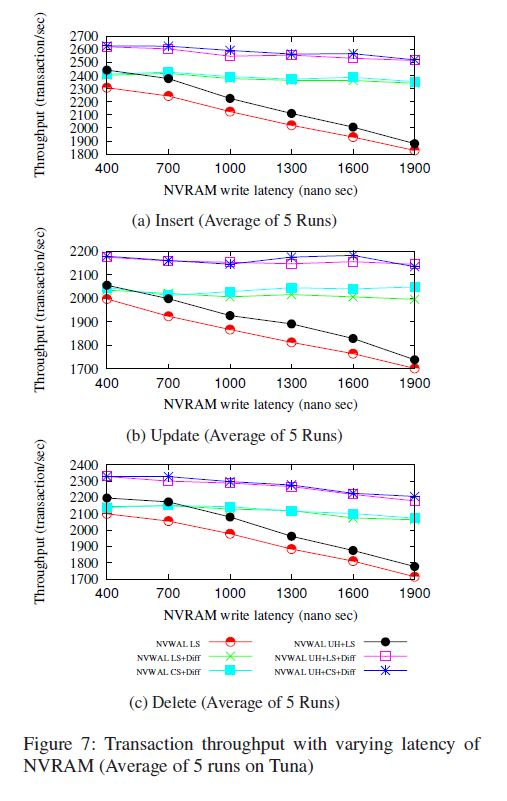 2700
2600
2500
2400
2300
2200
2100
2000
1900
1800
Throughput (transaction/sec)
400 700 1000 1300 1600 1900
NVRAM write latency (nano sec)
(a) Insert (Average of 5 Runs)
2200
2100
2000
1900
1800
1700
Throughput (transaction/sec)
400 700 1000 1300 1600 1900
NVRAM write latency (nano sec)
(b) Update (Average of 5 Runs)
2400
2300
2200
2100
2000
1900
1800
1700
Throughput (transaction/sec)
400 700 1000 1300 1600 1900
NVRAM write latency (nano sec)
NVWAL LS NVWAL UH+LS
NVWAL LS+Diff NVWAL UH+LS+Diff
NVWAL CS+Diff NVWAL UH+CS+Diff
(c) Delete (Average of 5 Runs)
Figure 7: Transaction throughput with varying latency of
NVRAM (Average of 5 runs on Tuna)